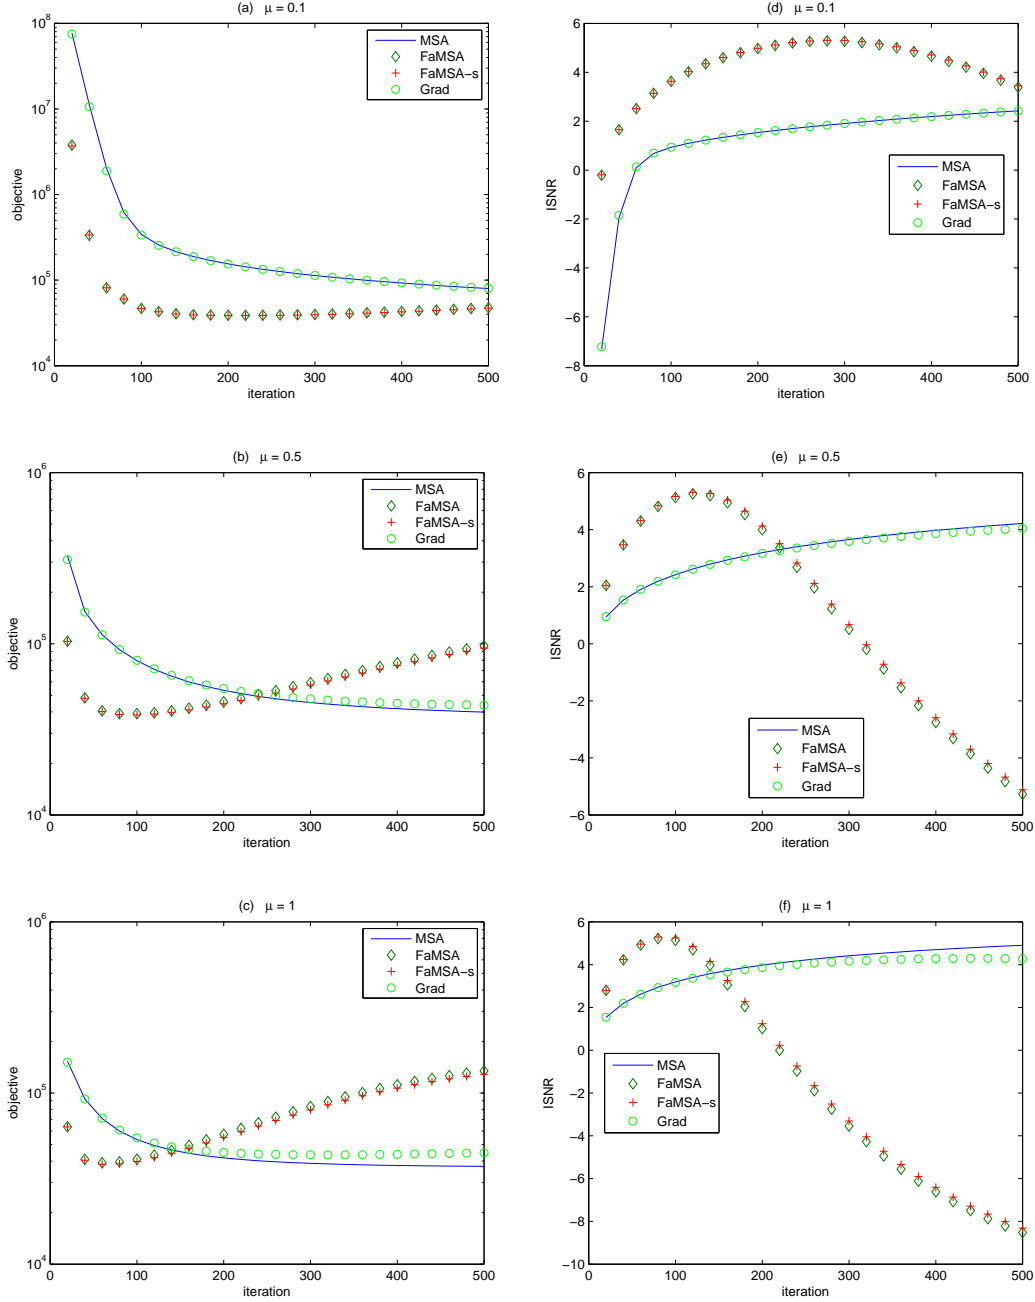 (a) μ = 0.1
objective
10^8
10^7
10^6
10^5
10^4
0 100 200 300 400 500
iteration
MSA
FaMSA
FaMSA−s
Grad
(d) μ = 0.1
ISNR
6
4
2
0
−2
−4
−6
−8
0 100 200 300 400 500
iteration
MSA
FaMSA
FaMSA−s
Grad
(b) μ = 0.5
objective
10^6
10^5
10^4
0 100 200 300 400 500
iteration
MSA
FaMSA
FaMSA−s
Grad
(e) μ = 0.5
ISNR
6
4
2
0
−2
−4
−6
0 100 200 300 400 500
iteration
MSA
FaMSA
FaMSA−s
Grad
(c) μ = 1
objective
10^6
10^5
10^4
0 100 200 300 400 500
iteration
MSA
FaMSA
FaMSA−s
Grad
(f) μ = 1
ISNR
6
4
2
0
−2
−4
−6
−8
−10
0 100 200 300 400 500
iteration
MSA
FaMSA
FaMSA−s
Grad